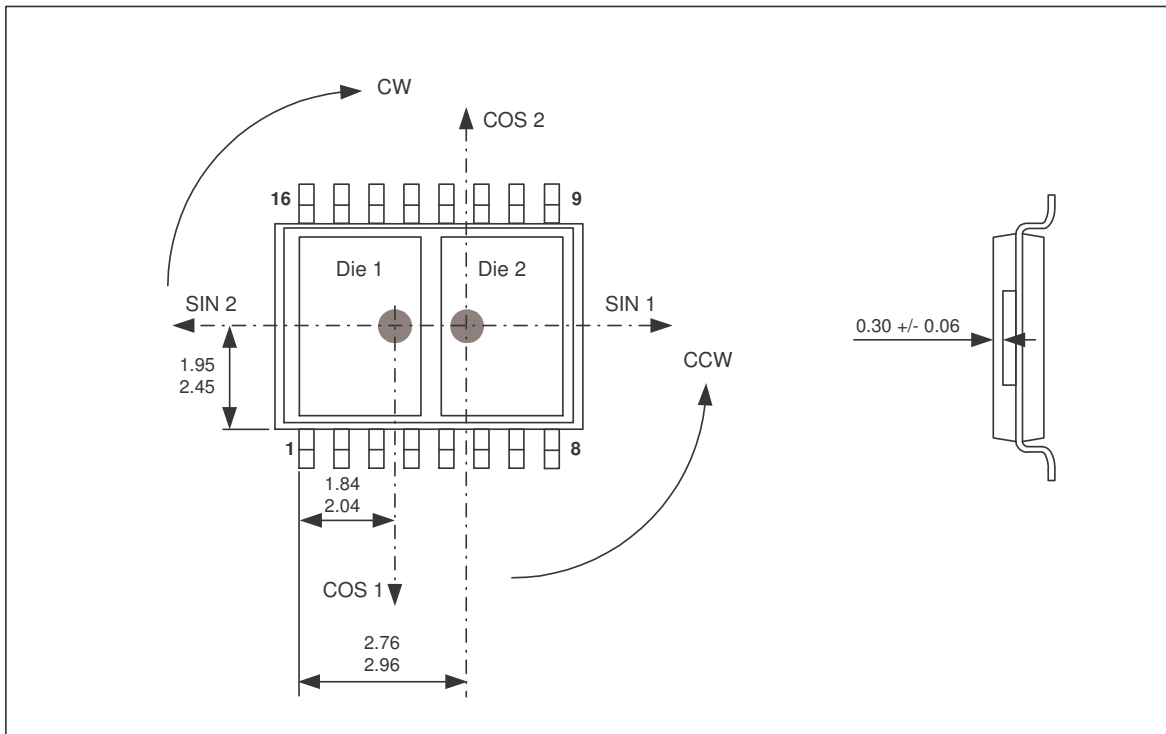 CW
COS 2
16
9
Die 1
Die 2
SIN 2
SIN 1
0.30 +/- 0.06
1.95
2.45
CCW
1
8
1.84
2.04
COS 1
2.76
2.96